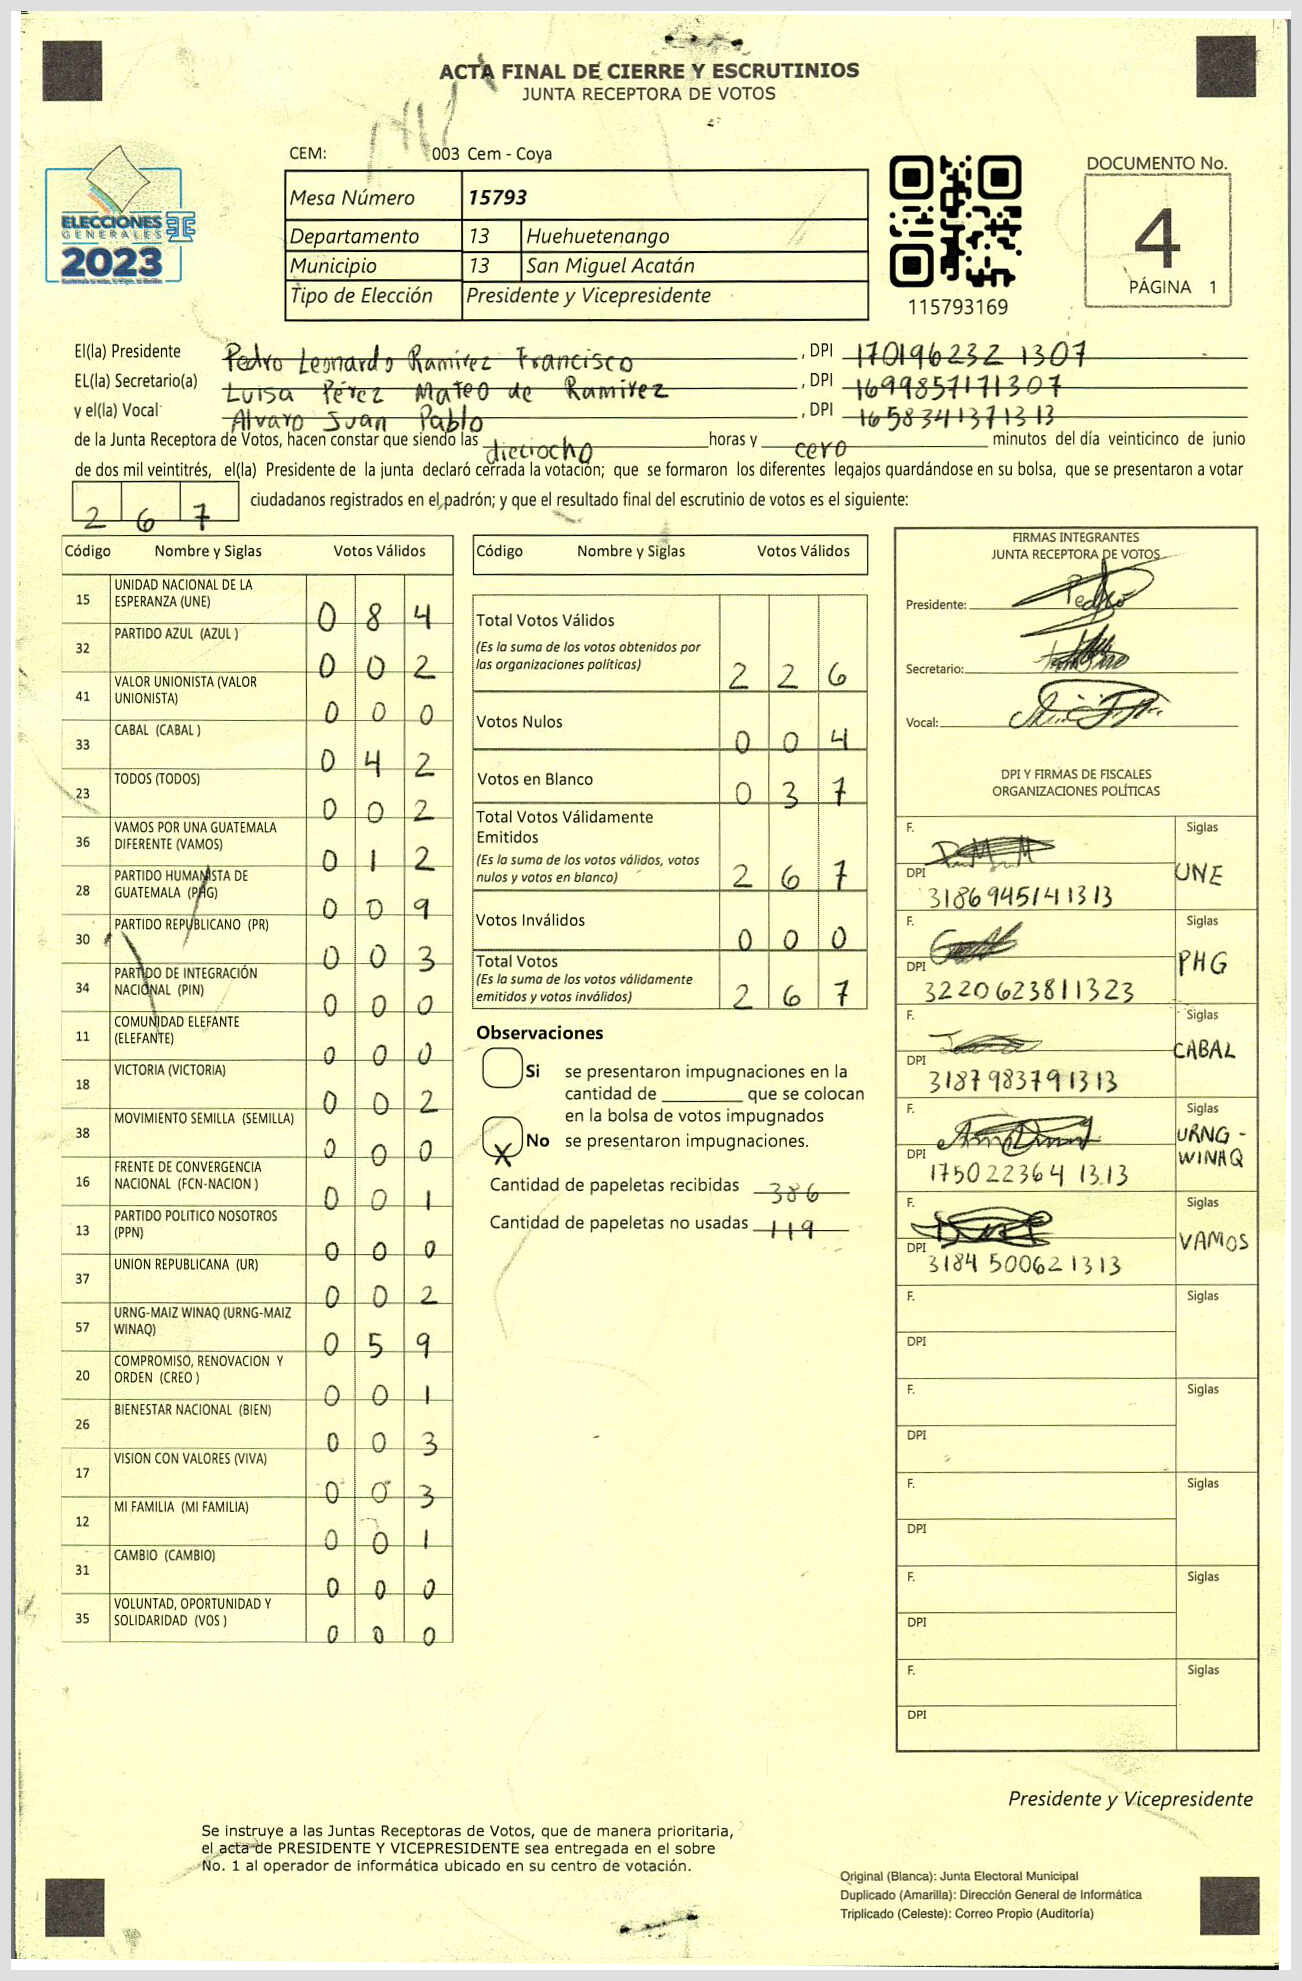 ACTA FINAL DE CIERRE Y ESCRUTINIOS
JUNTA RECEPTORA DE VOTOS
CEM: 003 Cem - Coya
ELECCIONES
GENERALES
2023
Mesa Número 15793
Departamento 13 Huehuetenango
Municipio 13 San Miguel Acatán
Tipo de Elección Presidente y Vicepresidente
115793169
DOCUMENTO No.
4
PÁGINA 1
El(la) Presidente Pedro Leonardo Ramírez Francisco, DPI 170196232 1307
EL(la) Secretario(a) Luisa Pérez Mateo de Ramirez, DPI 1699857171307
y el(la) Vocal Alvaro Juan Pablo, DPI 1658341371313
de la Junta Receptora de Votos, hacen constar que siendo las dieciocho horas y cero minutos del día veinticinco de junio
de dos mil veintitrés, el(la) Presidente de la junta declaró cerrada la votación; que se formaron los diferentes legajos guardándose en su bolsa, que se presentaron a votar
267 ciudadanos registrados en el padrón; y que el resultado final del escrutinio de votos es el siguiente:
Código Nombre y Siglas Votos Válidos
15 UNIDAD NACIONAL DE LA ESPERANZA (UNE) 0 8 4
32 PARTIDO AZUL (AZUL ) 0 0 2
41 VALOR UNIONISTA (VALOR UNIONISTA) 0 0 0
33 CABAL (CABAL ) 0 4 2
23 TODOS (TODOS) 0 0 2
36 VAMOS POR UNA GUATEMALA DIFERENTE (VAMOS) 0 1 2
28 PARTIDO HUMANISTA DE GUATEMALA (PHG) 0 0 9
30 PARTIDO REPUBLICANO (PR) 0 0 3
34 PARTIDO DE INTEGRACIÓN NACIONAL (PIN) 0 0 0
11 COMUNIDAD ELEFANTE (ELEFANTE) 0 0 0
18 VICTORIA (VICTORIA) 0 0 2
38 MOVIMIENTO SEMILLA (SEMILLA) 0 0 0
16 FRENTE DE CONVERGENCIA NACIONAL (FCN-NACION ) 0 0 1
13 PARTIDO POLITICO NOSOTROS (PPN) 0 0 0
37 UNION REPUBLICANA (UR) 0 0 2
57 URNG-MAIZ WINAQ (URNG-MAIZ WINAQ) 0 5 9
20 COMPROMISO, RENOVACION Y ORDEN (CREO ) 0 0 1
26 BIENESTAR NACIONAL (BIEN) 0 0 3
17 VISION CON VALORES (VIVA) 0 0 3
12 MI FAMILIA (MI FAMILIA) 0 0 1
31 CAMBIO (CAMBIO) 0 0 0
35 VOLUNTAD, OPORTUNIDAD Y SOLIDARIDAD (VOS ) 0 0 0
Código Nombre y Siglas Votos Válidos
Total Votos Válidos 2 2 6
(Es la suma de los votos obtenidos por
las organizaciones políticas)
Votos Nulos 0 0 4
Votos en Blanco 0 3 7
Total Votos Válidamente
Emitidos 2 6 7
(Es la suma de los votos válidos, votos
nulos y votos en blanco)
Votos Inválidos 0 0 0
Total Votos 2 6 7
(Es la suma de los votos válidamente
emitidos y votos inválidos)
Observaciones
Si se presentaron impugnaciones en la
cantidad de ________ que se colocan
en la bolsa de votos impugnados
X No se presentaron impugnaciones.
Cantidad de papeletas recibidas 386
Cantidad de papeletas no usadas 119
FIRMAS INTEGRANTES
JUNTA RECEPTORA DE VOTOS
Presidente: Pedro
Secretario:
Vocal:
DPI Y FIRMAS DE FISCALES
ORGANIZACIONES POLÍTICAS
F. Siglas
DPI 3186945141313 UNE
F. Siglas
DPI 3220623811323 PHG
F. Siglas
DPI 3187983791313 CABAL
F. Siglas
DPI 175022364 1313 URNG - WINAQ
F. Siglas
DPI 3184 50062 1313 VAMOS
F. Siglas
DPI
F. Siglas
DPI
F. Siglas
DPI
F. Siglas
DPI
F. Siglas
DPI
Presidente y Vicepresidente
Se instruye a las Juntas Receptoras de Votos, que de manera prioritaria,
el acta de PRESIDENTE Y VICEPRESIDENTE sea entregada en el sobre
No. 1 al operador de informática ubicado en su centro de votación.
Original (Blanca): Junta Electoral Municipal
Duplicado (Amarilla): Dirección General de Informática
Triplicado (Celeste): Correo Propio (Auditoría)